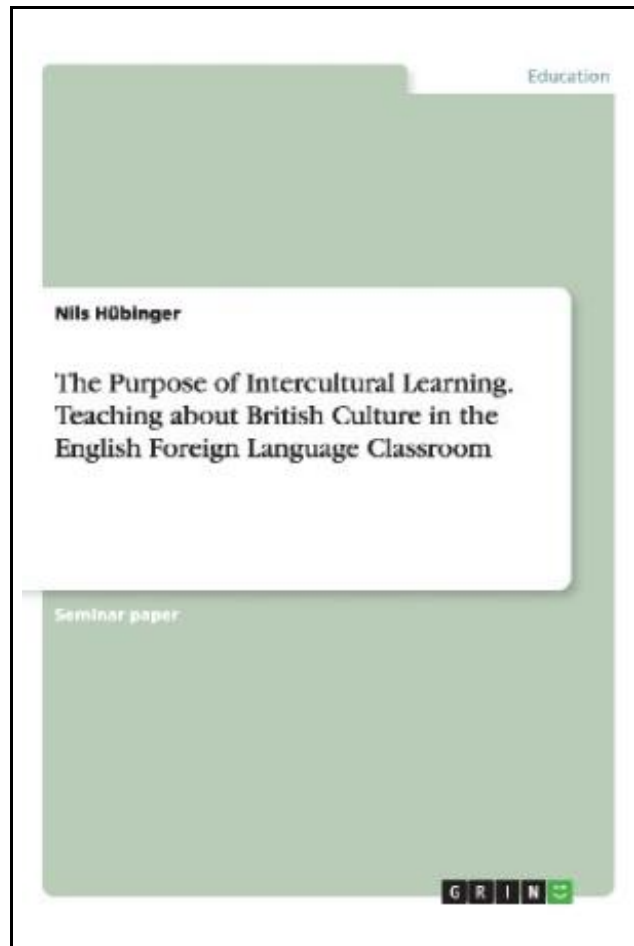 Education
Nils Hübinger
The Purpose of Intercultural Learning.
Teaching about British Culture in the
English Foreign Language Classroom
Seminar paper
GRIN